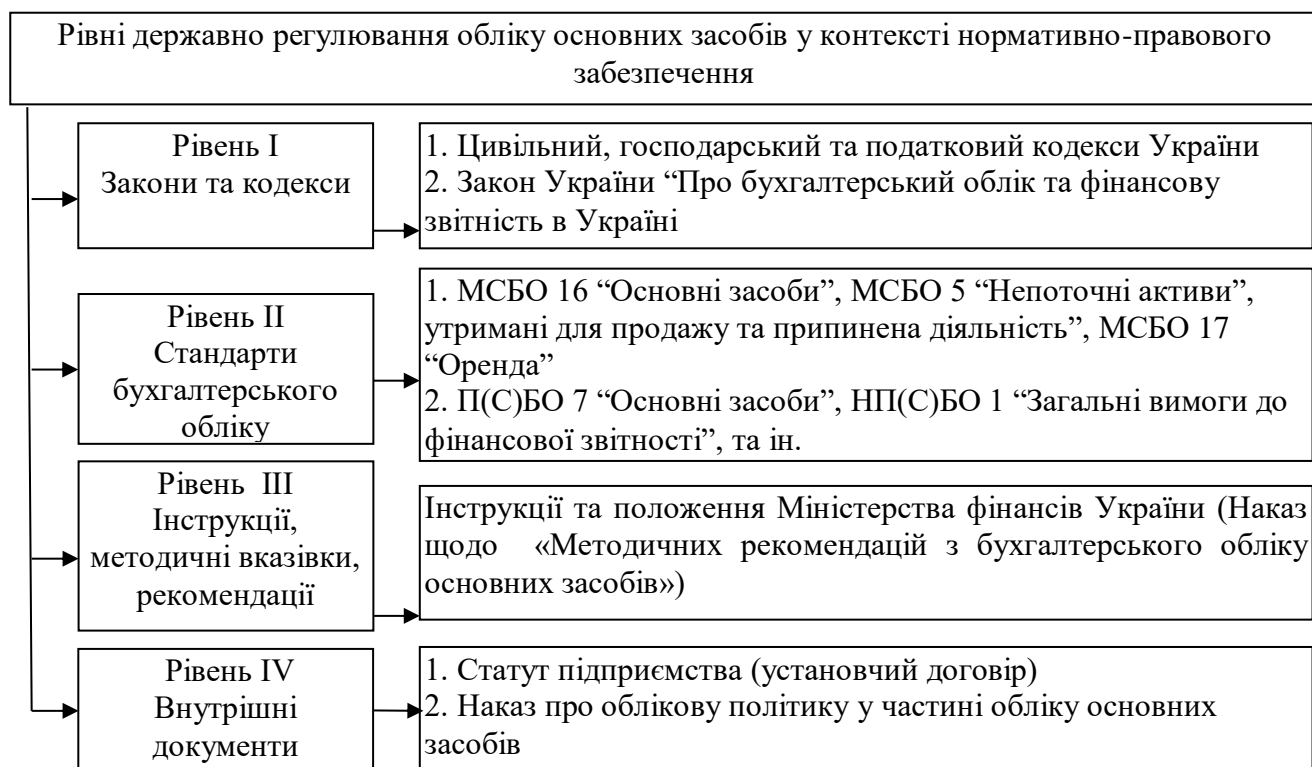 Рівні державно регулювання обліку основних засобів у контексті нормативно-правового
забезпечення
Рівень І
Закони та кодекси
1. Цивільний, господарський та податковий кодекси України
2. Закон України “Про бухгалтерський облік та фінансову
звітність в Україні
Рівень ІІ
Стандарти
бухгалтерського
обліку
1. МСБО 16 “Основні засоби”, МСБО 5 “Непоточні активи”,
утримані для продажу та припинена діяльність”, МСБО 17
“Оренда”
2. П(С)БО 7 “Основні засоби”, НП(С)БО 1 “Загальні вимоги до
фінансової звітності”, та ін.
Рівень ІІІ
Інструкції,
методичні вказівки,
рекомендації
Інструкції та положення Міністерства фінансів України (Наказ
щодо «Методичних рекомендацій з бухгалтерського обліку
основних засобів»)
Рівень IV
Внутрішні
документи
1. Статут підприємства (установчий договір)
2. Наказ про облікову політику у частині обліку основних
засобів